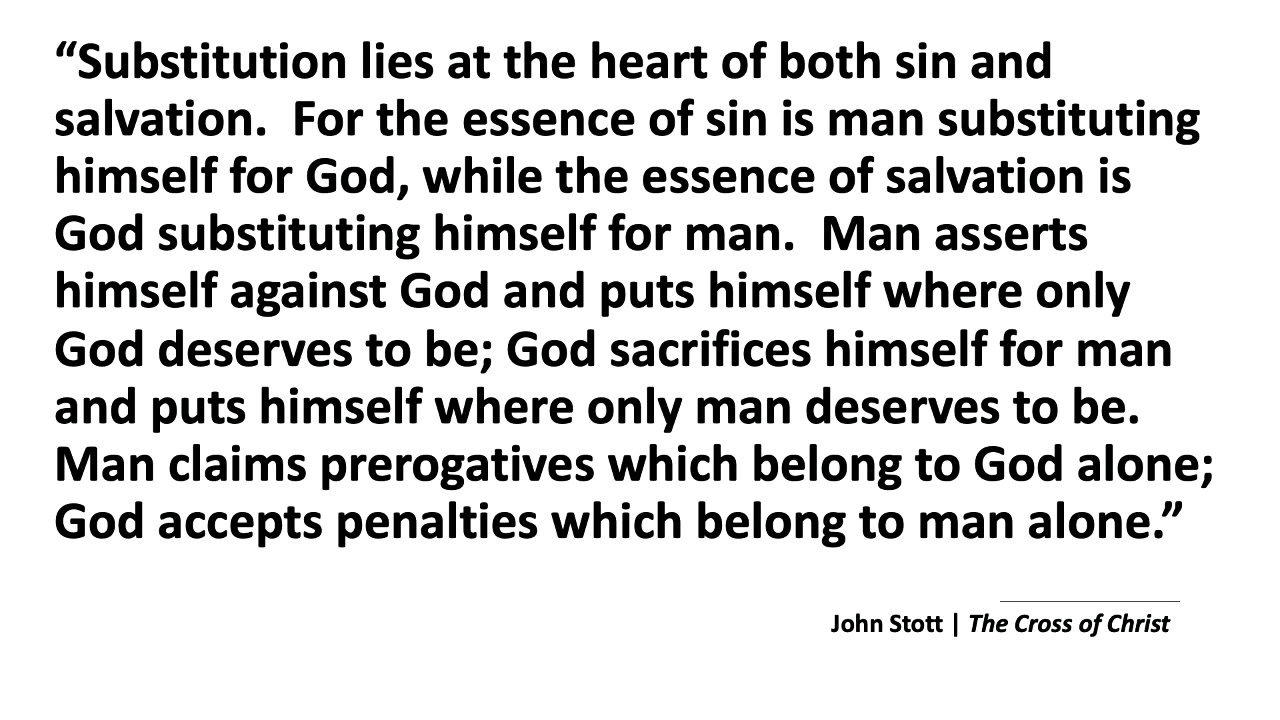 “Substitution lies at the heart of both sin and
salvation.  For the essence of sin is man substituting
himself for God, while the essence of salvation is
God substituting himself for man.  Man asserts
himself against God and puts himself where only
God deserves to be; God sacrifices himself for man
and puts himself where only man deserves to be.
Man claims prerogatives which belong to God alone;
God accepts penalties which belong to man alone.”
John Stott | The Cross of Christ